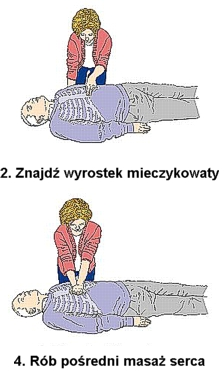 2. Znajdź wyrostek mieczykowaty
4. Rób pośredni masaż serca